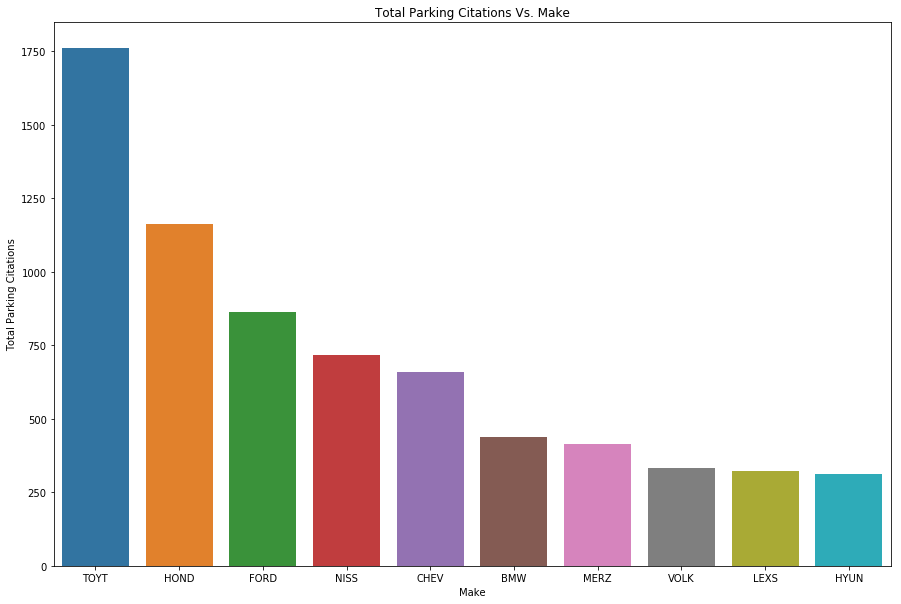 Total Parking Citations Vs. Make
Total Parking Citations
1750
1500
1250
1000
750
500
250
0
TOYT HOND FORD NISS CHEV BMW MERZ VOLK LEXS HYUN
Make